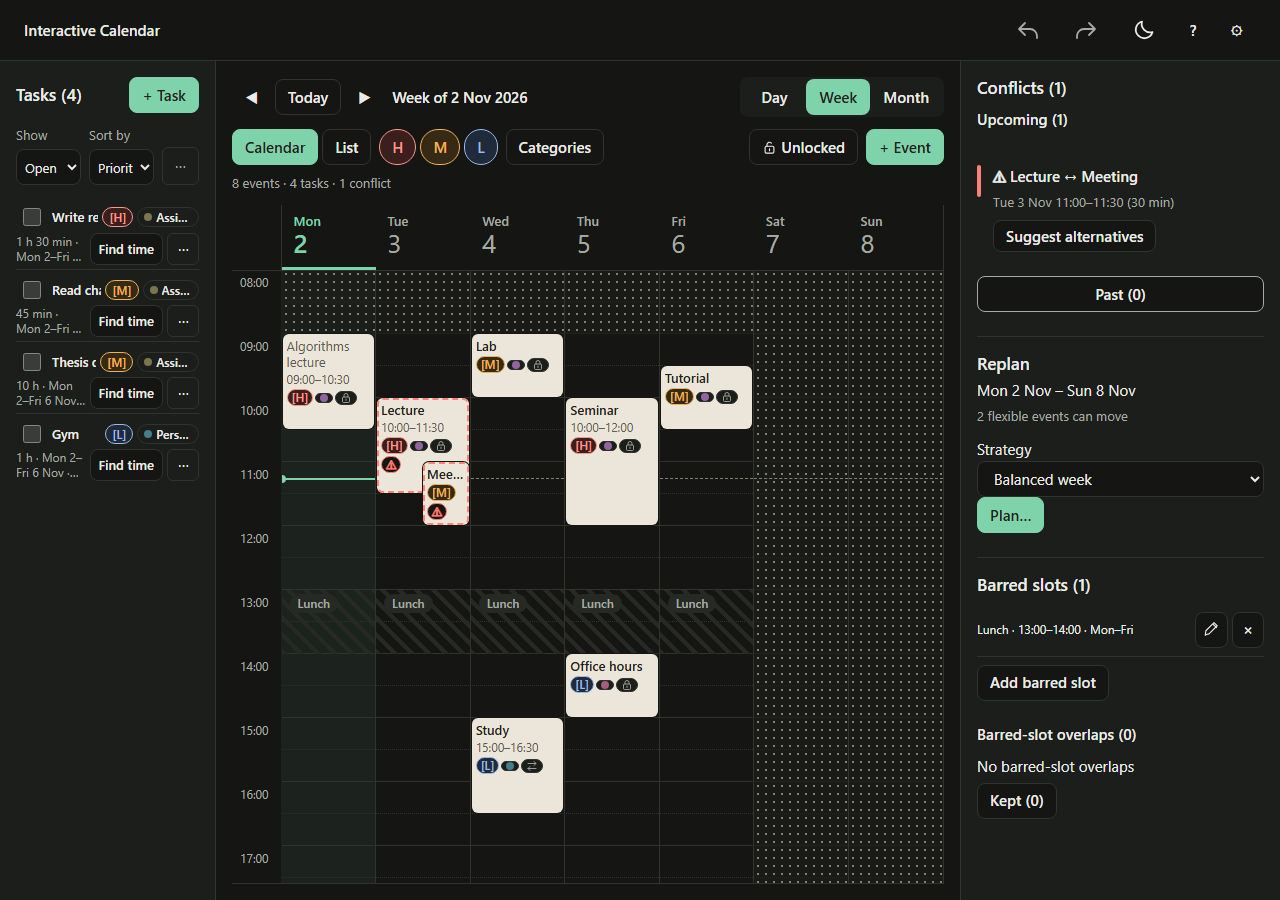 Interactive Calendar
?
Tasks (4)
+ Task
Show
Sort by
Open
Priorit
...
Write re
[H]
Assi...
1 h 30 min ·
Mon 2–Fri ...
Find time
...
Read cha
[M]
Ass...
45 min ·
Mon 2–Fri ...
Find time
...
Thesis c
[M]
Assi...
10 h · Mon
2–Fri 6 Nov...
Find time
...
Gym
[L]
Pers...
1 h · Mon 2–
Fri 6 Nov ·...
Find time
...
Today
Week of 2 Nov 2026
Day
Week
Month
Calendar
List
H
M
L
Categories
Unlocked
+ Event
8 events · 4 tasks · 1 conflict
Mon
2
Tue
3
Wed
4
Thu
5
Fri
6
Sat
7
Sun
8
08:00
09:00
10:00
11:00
12:00
13:00
14:00
15:00
16:00
17:00
Algorithms
lecture
09:00–10:30
[H]
Lecture
10:00–11:30
[H]
Mee...
[M]
Lab
[M]
Seminar
10:00–12:00
[H]
Tutorial
[M]
Lunch
Lunch
Lunch
Lunch
Lunch
Office hours
[L]
Study
15:00–16:30
[L]
Conflicts (1)
Upcoming (1)
Lecture ↔ Meeting
Tue 3 Nov 11:00–11:30 (30 min)
Suggest alternatives
Past (0)
Replan
Mon 2 Nov – Sun 8 Nov
2 flexible events can move
Strategy
Balanced week
Plan...
Barred slots (1)
Lunch · 13:00–14:00 · Mon–Fri
×
Add barred slot
Barred-slot overlaps (0)
No barred-slot overlaps
Kept (0)